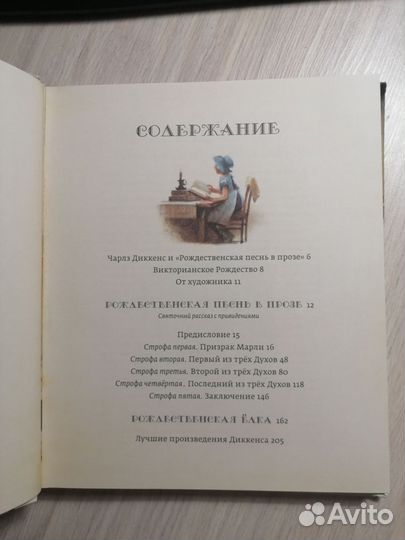 СОДЕРЖАНИЕ
Чарлз Диккенс и «Рождественская песнь в прозе» 6
Викторианское Рождество 8
От художника 11
РОЖДЕСТВЕНСКАЯ ПЕСНЬ В ПРОЗЕ 12
Святочный рассказ с привидениями
Предисловие 15
Строфа первая. Призрак Марли 16
Строфа вторая. Первый из трёх Духов 48
Строфа третья. Второй из трёх Духов 80
Строфа четвёртая. Последний из трёх Духов 118
Строфа пятая. Заключение 146
РОЖДЕСТВЕНСКАЯ ЁЛКА 162
Лучшие произведения Диккенса 205
Avito